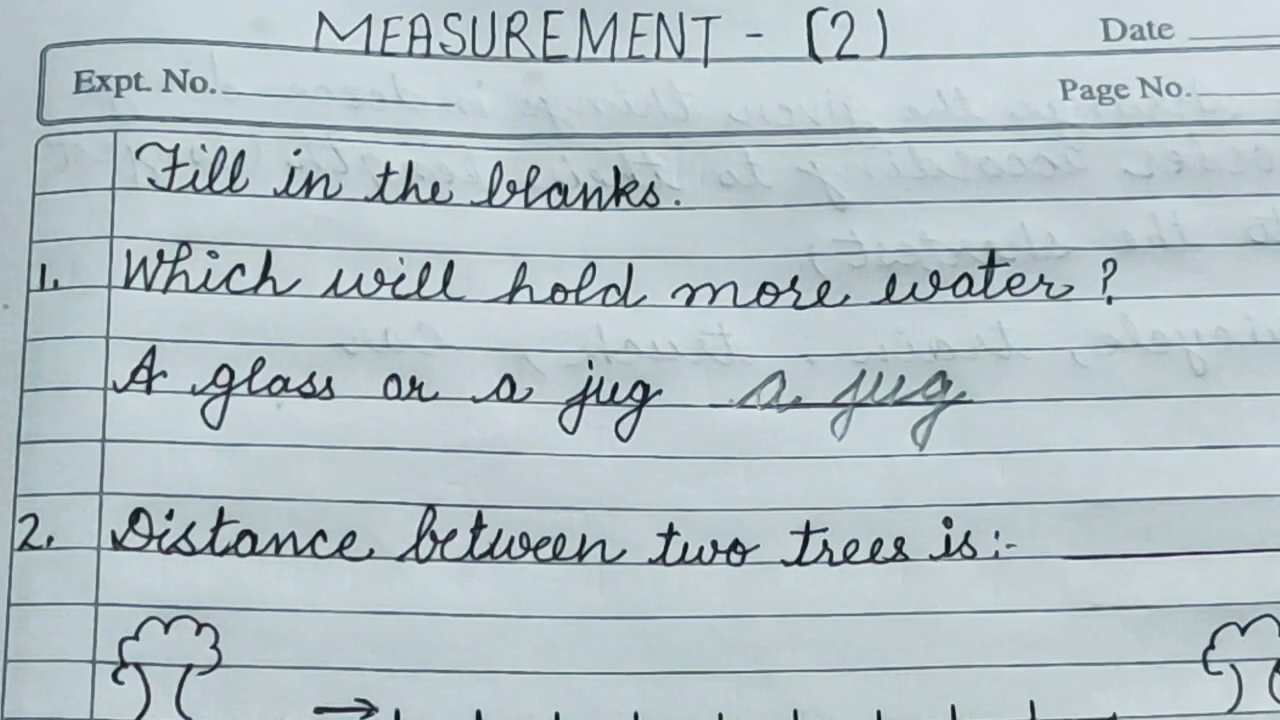 MEASUREMENT - (2)
Date
Expt. No.
Page No.
Fill in the blanks.
1. Which will hold more water?
A glass or a jug a jug
2. Distance between two trees is:-